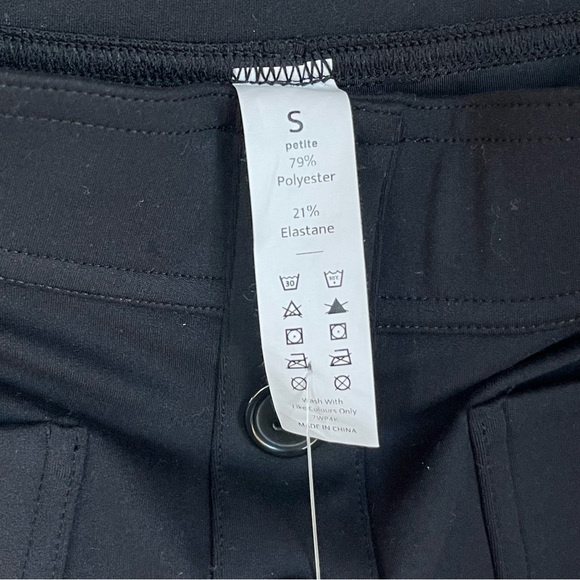 S
petite
79%
Polyester
21%
Elastane
30
Wash With
Like Colours Only
MADE IN CHINA